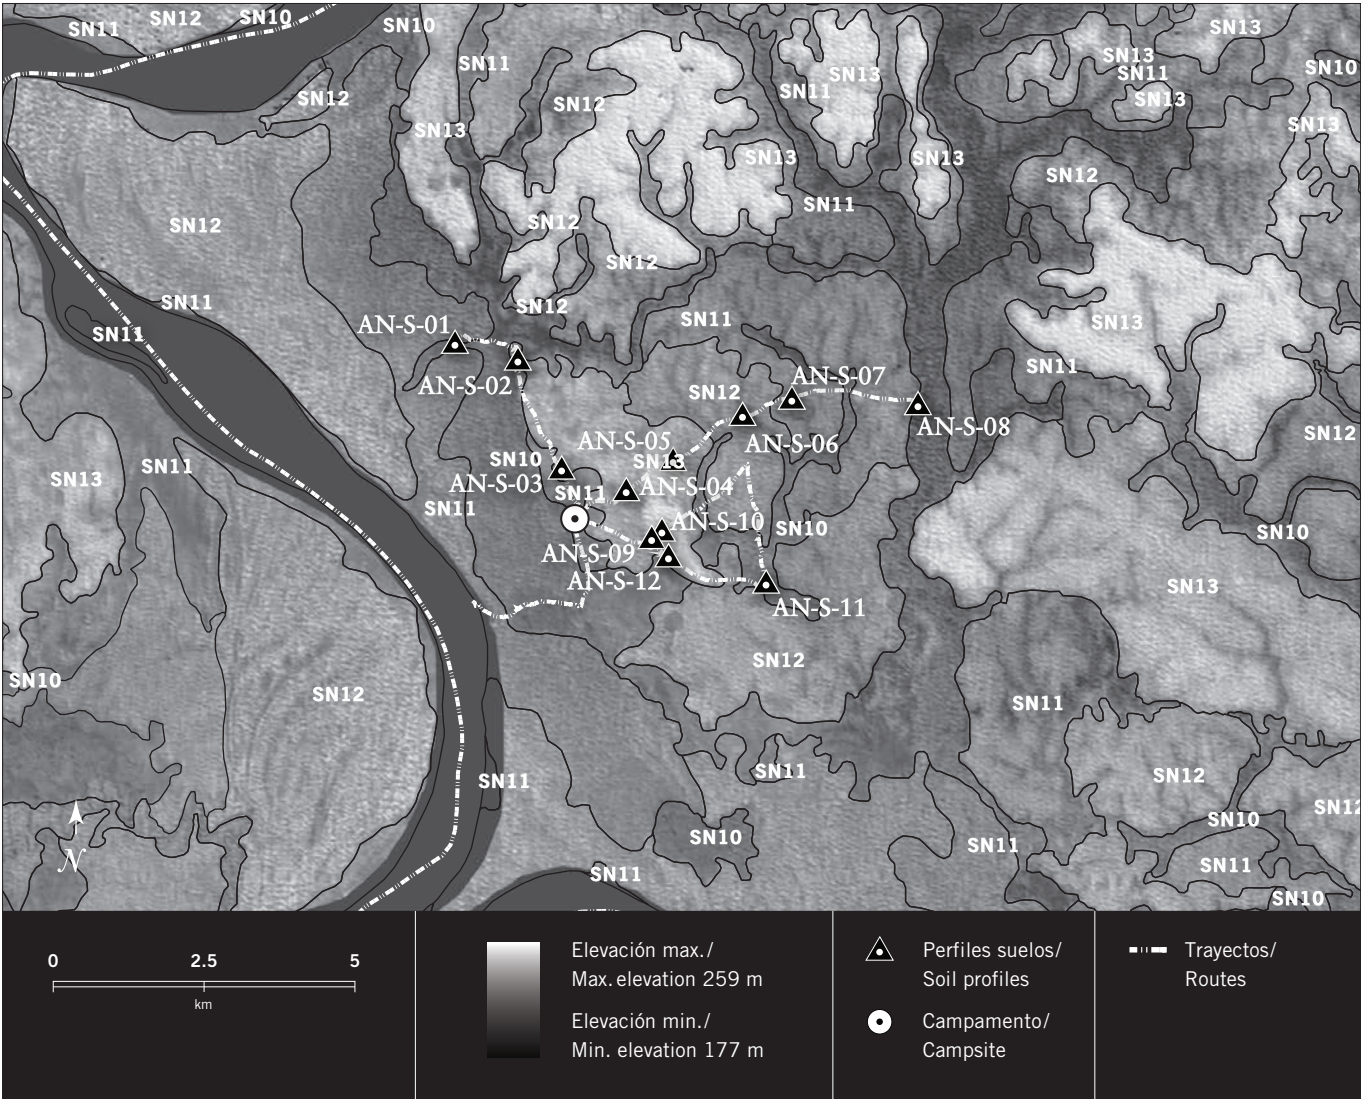 SN11
SN12
SN10
SN10
SN13
SN11
SN13
SN11
SN13
SN10
SN12
SN12
SN13
SN11
SN13
SN13
SN13
SN13
SN13
SN12
SN12
SN12
SN11
SN12
SN11
SN12
SN11
SN11
SN13
AN-S-01
SN11
AN-S-02
SN12
AN-S-07
SN11
AN-S-08
SN12
AN-S-05
AN-S-06
SN10
SN13
SN11
SN13
AN-S-03
SN11
AN-S-04
SN11
AN-S-10
SN10
SN10
AN-S-09
AN-S-12
SN13
AN-S-11
SN12
SN10
SN12
SN11
SN11
SN11
SN12
SN12
SN10
SN10
SN11
SN11
SN11
SN10
N
0 2.5 5
km
Elevación max./
Max. elevation 259 m
Elevación min./
Min. elevation 177 m
Perfiles suelos/
Soil profiles
Campamento/
Campsite
Trayectos/
Routes